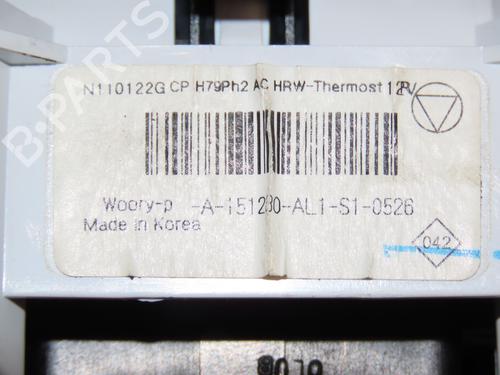 B-PARTS
N110122G CP H79Ph2 AC HRW-Thermost 12V
Woory-p -A-151230-AL1-S1-0526
Made in Korea
042